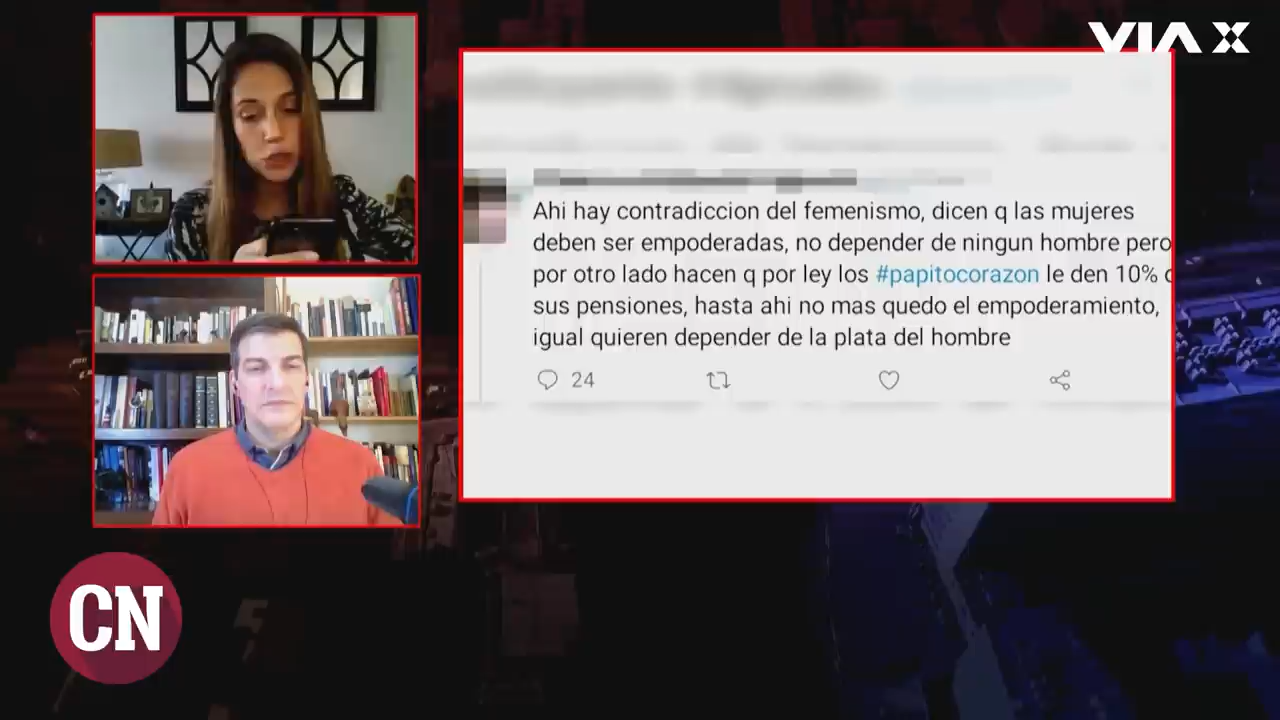 VIA X
Ahi hay contradiccion del femenismo, dicen q las mujeres
deben ser empoderadas, no depender de ningun hombre pero
por otro lado hacen q por ley los #papitocorazon le den 10%
sus pensiones, hasta ahi no mas quedo el empoderamiento,
igual quieren depender de la plata del hombre
24
CN